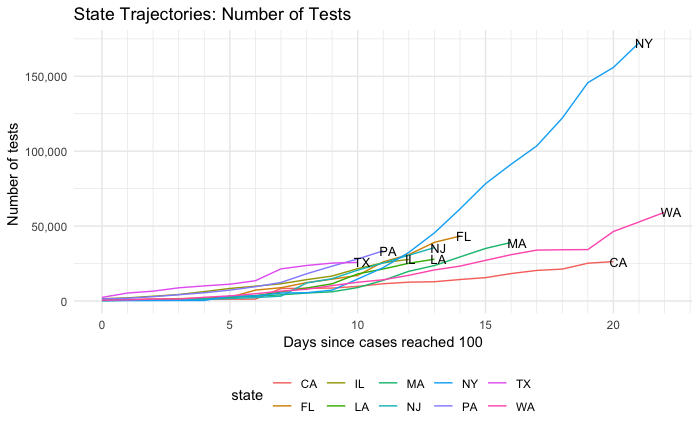 State Trajectories: Number of Tests
Number of tests
150,000
100,000
50,000
0
NY
WA
FL
MA
NJ
PA
IL
LA
TX
CA
0 5 10 15 20
Days since cases reached 100
state
CA IL MA NY TX
FL LA NJ PA WA